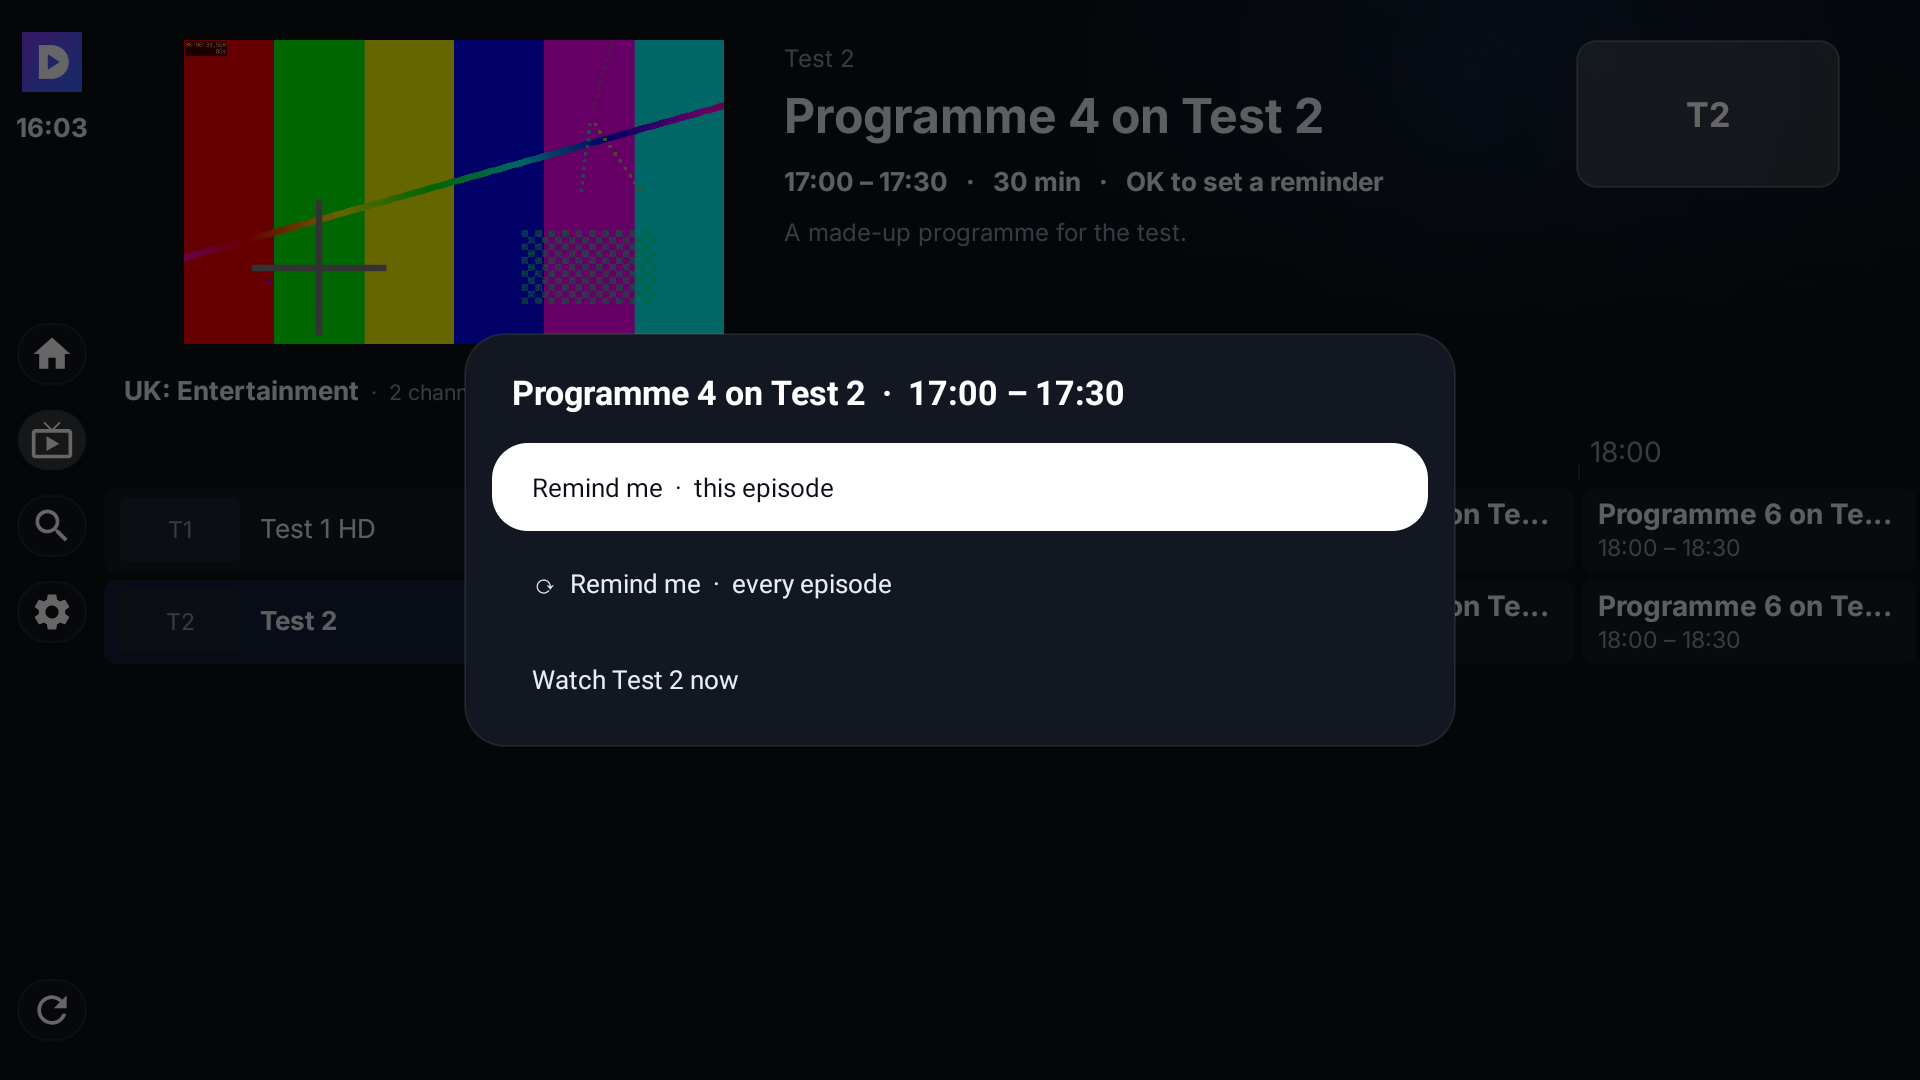 16:03
Test 2
Programme 4 on Test 2
17:00 – 17:30 · 30 min · OK to set a reminder
A made-up programme for the test.
T2
UK: Entertainment · 2 chann
Programme 4 on Test 2 · 17:00 – 17:30
Remind me · this episode
⟳ Remind me · every episode
Watch Test 2 now
18:00
T1 Test 1 HD
on Te… Programme 6 on Te…
18:00 – 18:30
T2 Test 2
on Te… Programme 6 on Te…
18:00 – 18:30